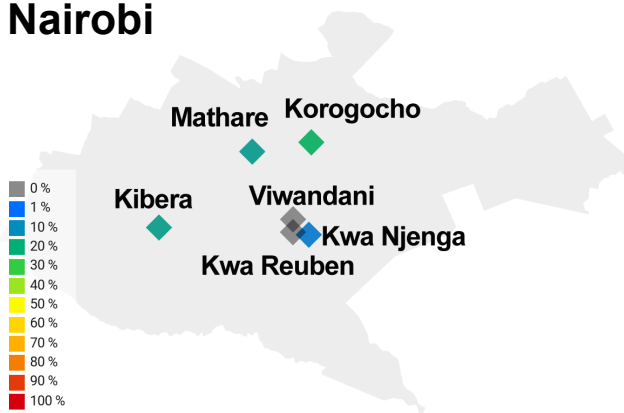 Nairobi
Mathare
Korogocho
Kibera
Viwandani
Kwa Njenga
Kwa Reuben
0 %
1 %
10 %
20 %
30 %
40 %
50 %
60 %
70 %
80 %
90 %
100 %